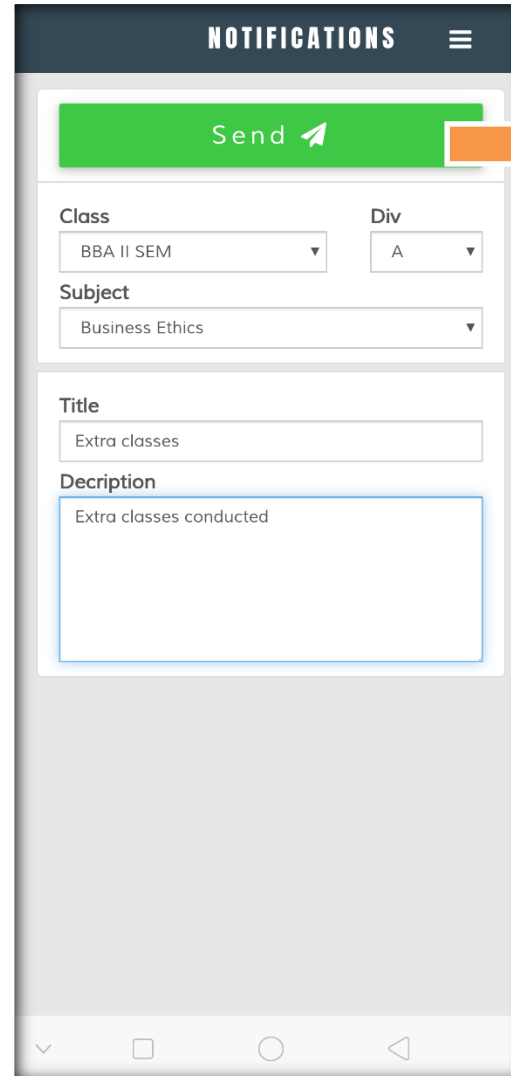 NOTIFICATIONS
Send
Class Div
BBA II SEM A
Subject
Business Ethics
Title
Extra classes
Decription
Extra classes conducted